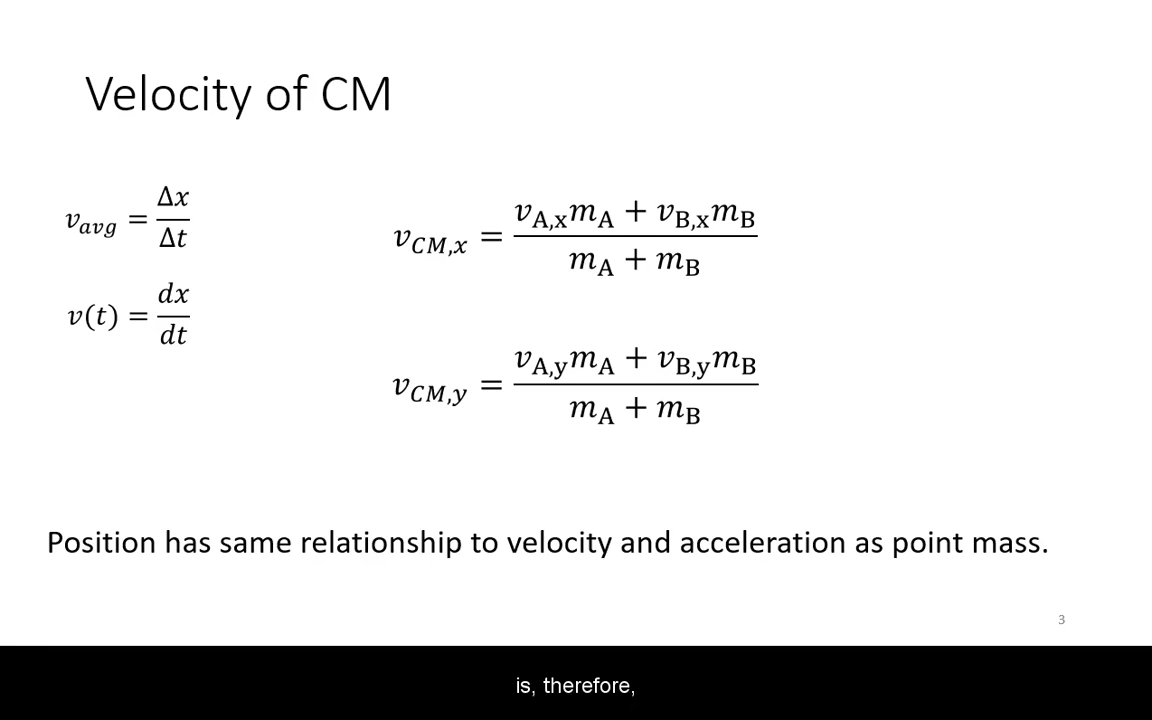 Velocity of CM
v_avg = Δx/Δt
v_CM,x = (v_A,x m_A + v_B,x m_B)/(m_A + m_B)
v(t) = dx/dt
v_CM,y = (v_A,y m_A + v_B,y m_B)/(m_A + m_B)
Position has same relationship to velocity and acceleration as point mass.
3
is, therefore,